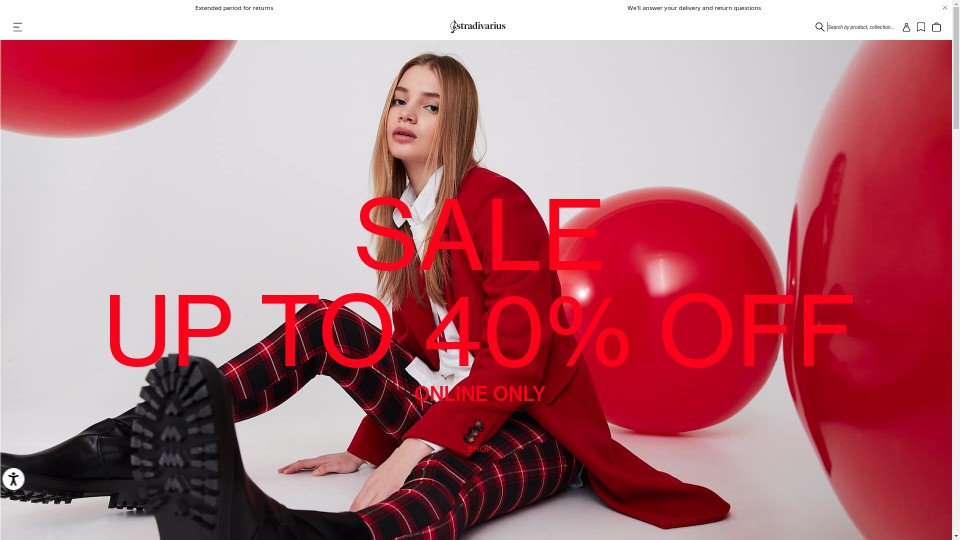 Extended period for returns
We'll answer your delivery and return questions
stradivarius
Search by product, collection...
SALE
UP TO 40% OFF
ONLINE ONLY
SHOP